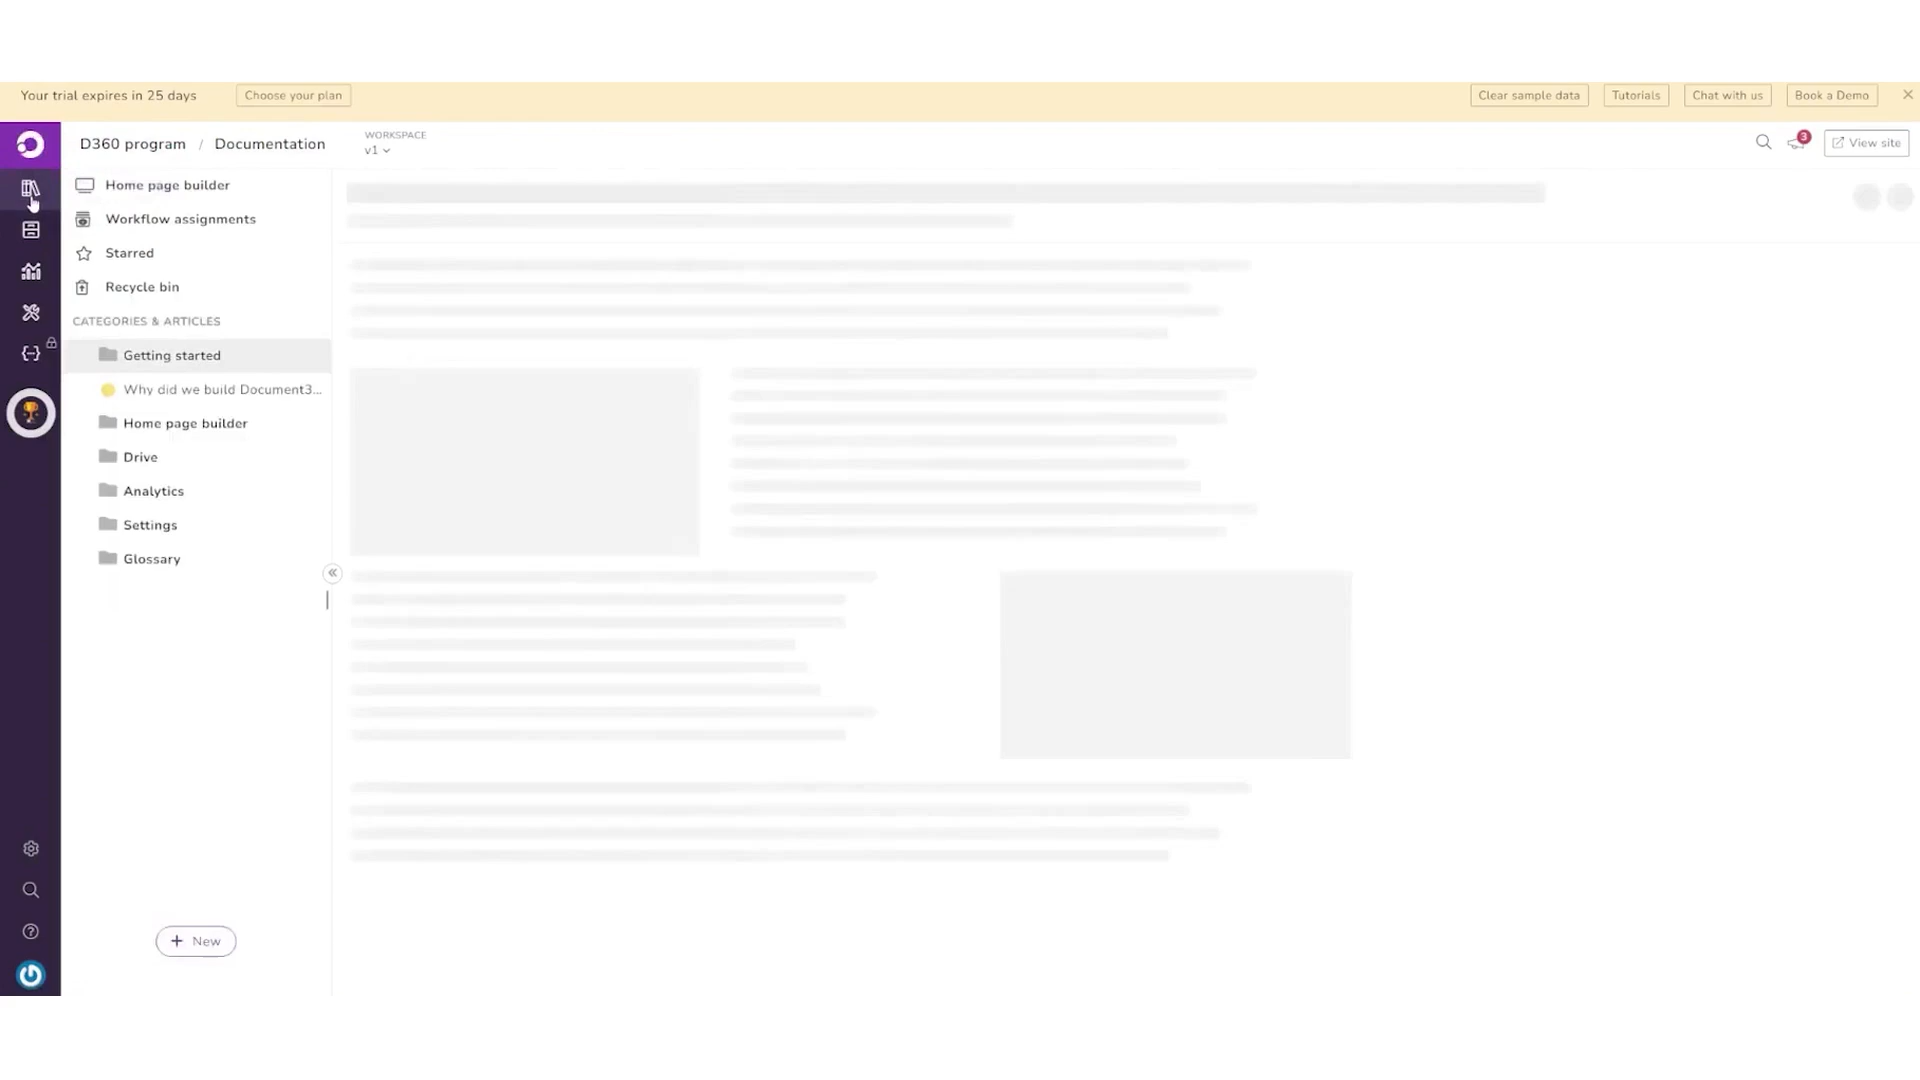 Your trial expires in 25 days
Choose your plan
Clear sample data
Tutorials
Chat with us
Book a Demo
D360 program / Documentation
WORKSPACE
v1
3
View site
Home page builder
Workflow assignments
Starred
Recycle bin
CATEGORIES & ARTICLES
Getting started
Why did we build Document3...
Home page builder
Drive
Analytics
Settings
Glossary
+ New